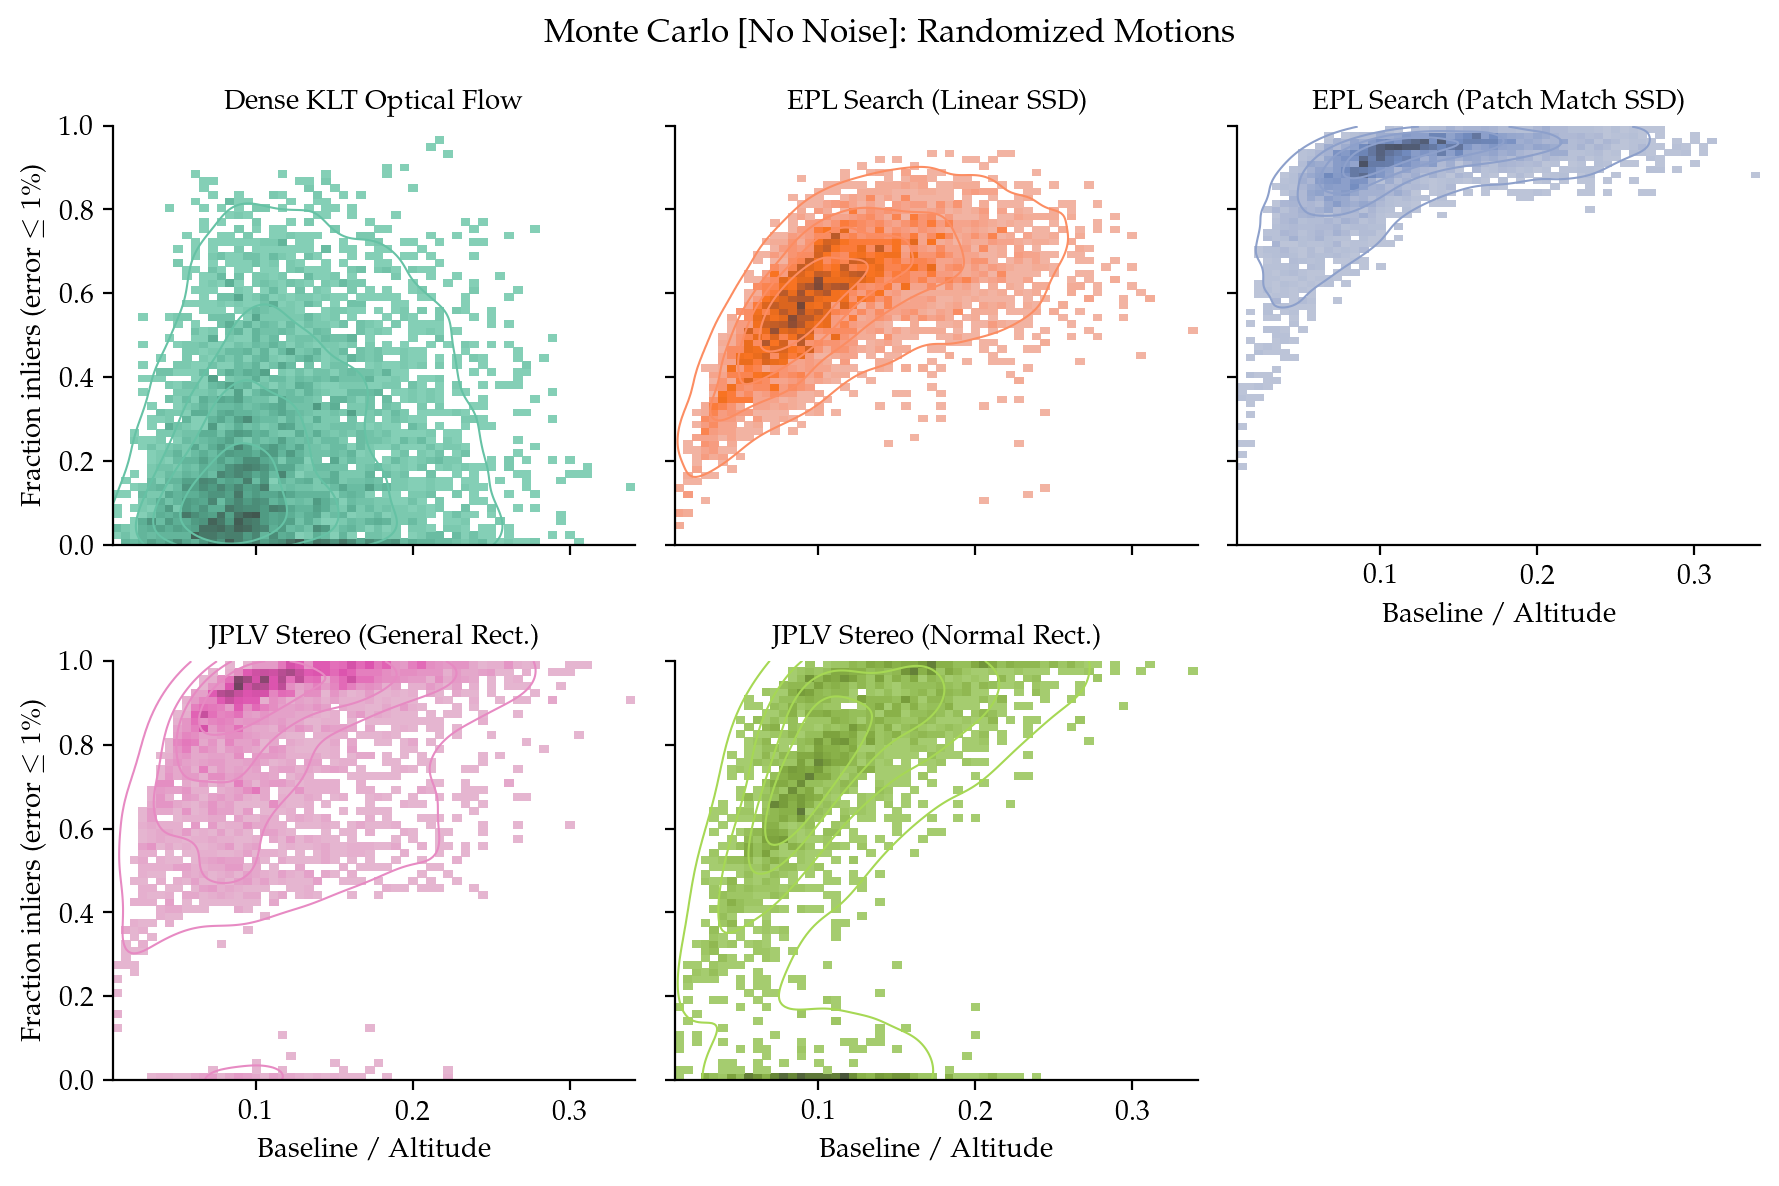 Monte Carlo [No Noise]: Randomized Motions
Dense KLT Optical Flow
EPL Search (Linear SSD)
EPL Search (Patch Match SSD)
Fraction inliers (error ≤ 1%)
1.0
0.8
0.6
0.4
0.2
0.0
0.1
0.2
0.3
Baseline / Altitude
JPLV Stereo (General Rect.)
JPLV Stereo (Normal Rect.)
Fraction inliers (error ≤ 1%)
1.0
0.8
0.6
0.4
0.2
0.0
0.1
0.2
0.3
Baseline / Altitude
0.1
0.2
0.3
Baseline / Altitude